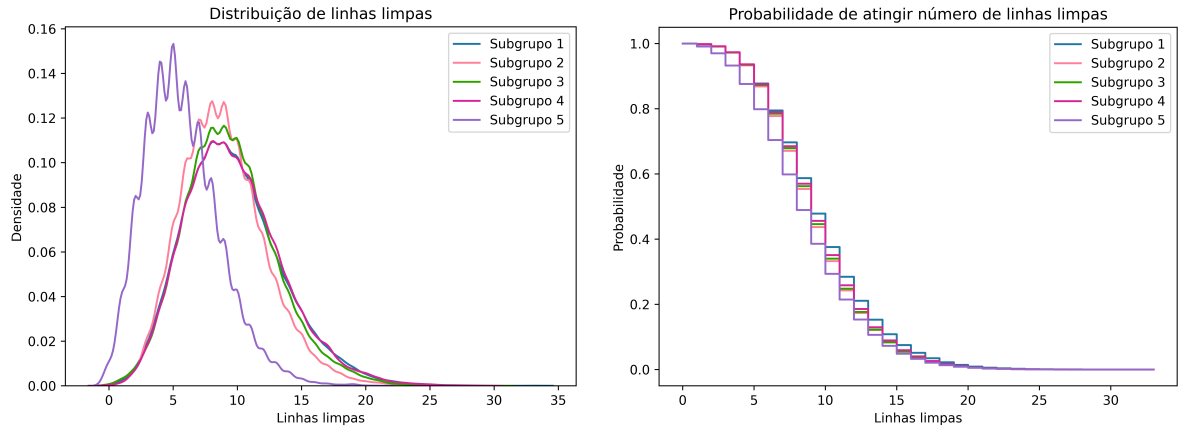 Distribuição de linhas limpas
0.16
0.14
0.12
0.10
0.08
0.06
0.04
0.02
0.00
Densidade
0 5 10 15 20 25 30 35
Linhas limpas
Subgrupo 1
Subgrupo 2
Subgrupo 3
Subgrupo 4
Subgrupo 5
Probabilidade de atingir número de linhas limpas
1.0
0.8
0.6
0.4
0.2
0.0
Probabilidade
0 5 10 15 20 25 30
Linhas limpas
Subgrupo 1
Subgrupo 2
Subgrupo 3
Subgrupo 4
Subgrupo 5